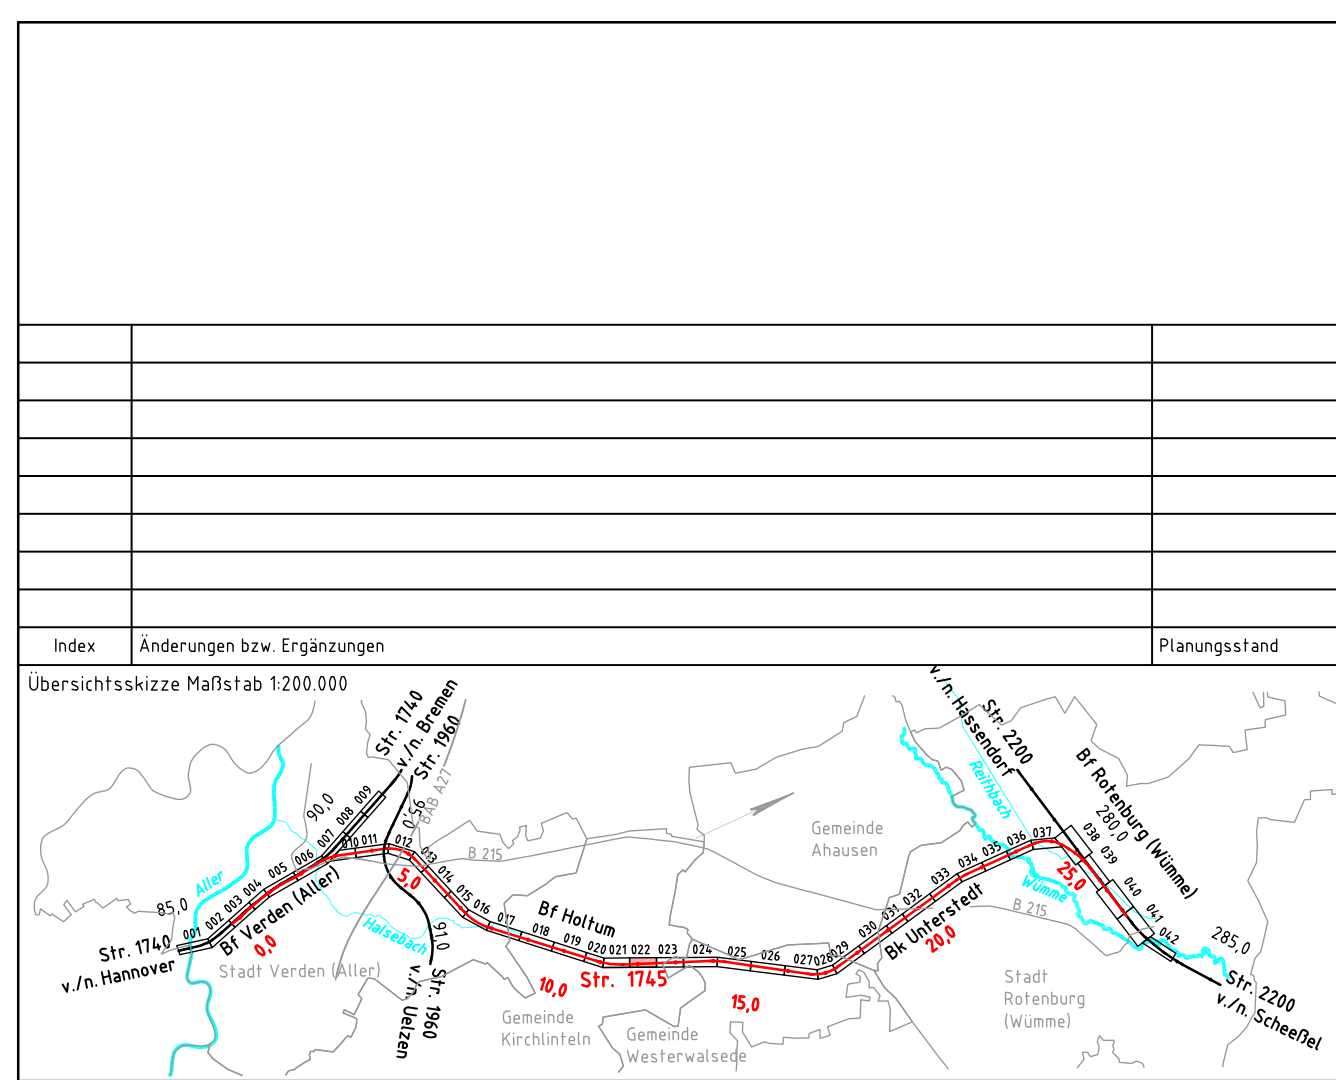 Index
Änderungen bzw. Ergänzungen
Planungsstand
Übersichtsskizze Maßstab 1:200.000
Str. 1740
v./n. Bremen
Str. 1960
BAB A27
95,0
90,0
85,0
Aller
Str. 1740
v./n. Hannover
Bf Verden (Aller)
0,0
Stadt Verden (Aller)
001
002
003
004
005
006
007
008
009
010
011
012
013
014
015
016
017
018
019
020
021
022
023
024
025
026
027
028
029
030
031
032
033
034
035
036
037
038
039
040
041
042
5,0
B 215
Halsebach
91,0
Str. 1960
v./n. Uelzen
Bf Holtum
10,0
Str. 1745
15,0
Gemeinde
Kirchlinteln
Gemeinde
Westerwalsede
Gemeinde
Ahausen
Bk Unterstedt
20,0
v./n. Hassendorf
Str. 2200
Reithbach
Wümme
B 215
25,0
Bf Rotenburg (Wümme)
280,0
285,0
Str. 2200
v./n. Scheeßel
Stadt
Rotenburg
(Wümme)